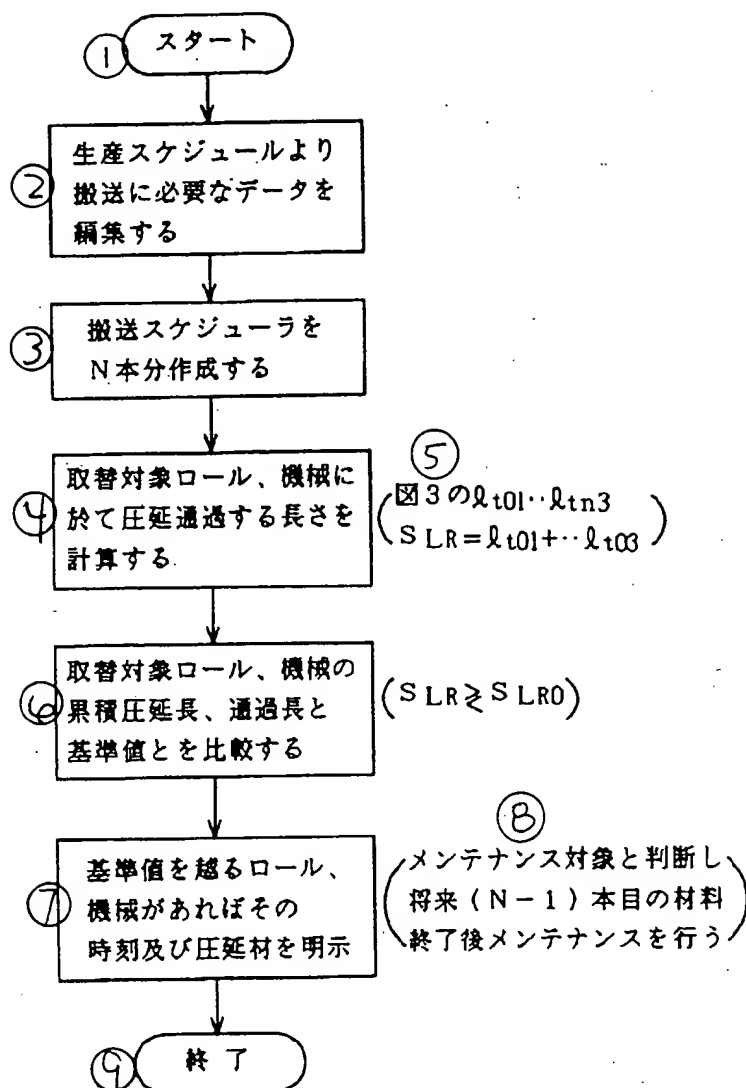 ① スタート
② 生産スケジュールより
搬送に必要なデータを
編集する
③ 搬送スケジューラを
N本分作成する
④ 取替対象ロール、機械に
於て圧延通過する長さを
計算する
⑤
(図3のℓt01··ℓtn3
SLR=ℓt01+··ℓt03)
⑥ 取替対象ロール、機械の
累積圧延長、通過長と
基準値とを比較する
(SLR≷SLR0)
⑦ 基準値を越るロール、
機械があればその
時刻及び圧延材を明示
⑧
(メンテナンス対象と判断し
将来(N-1)本目の材料
終了後メンテナンスを行う)
⑨ 終了